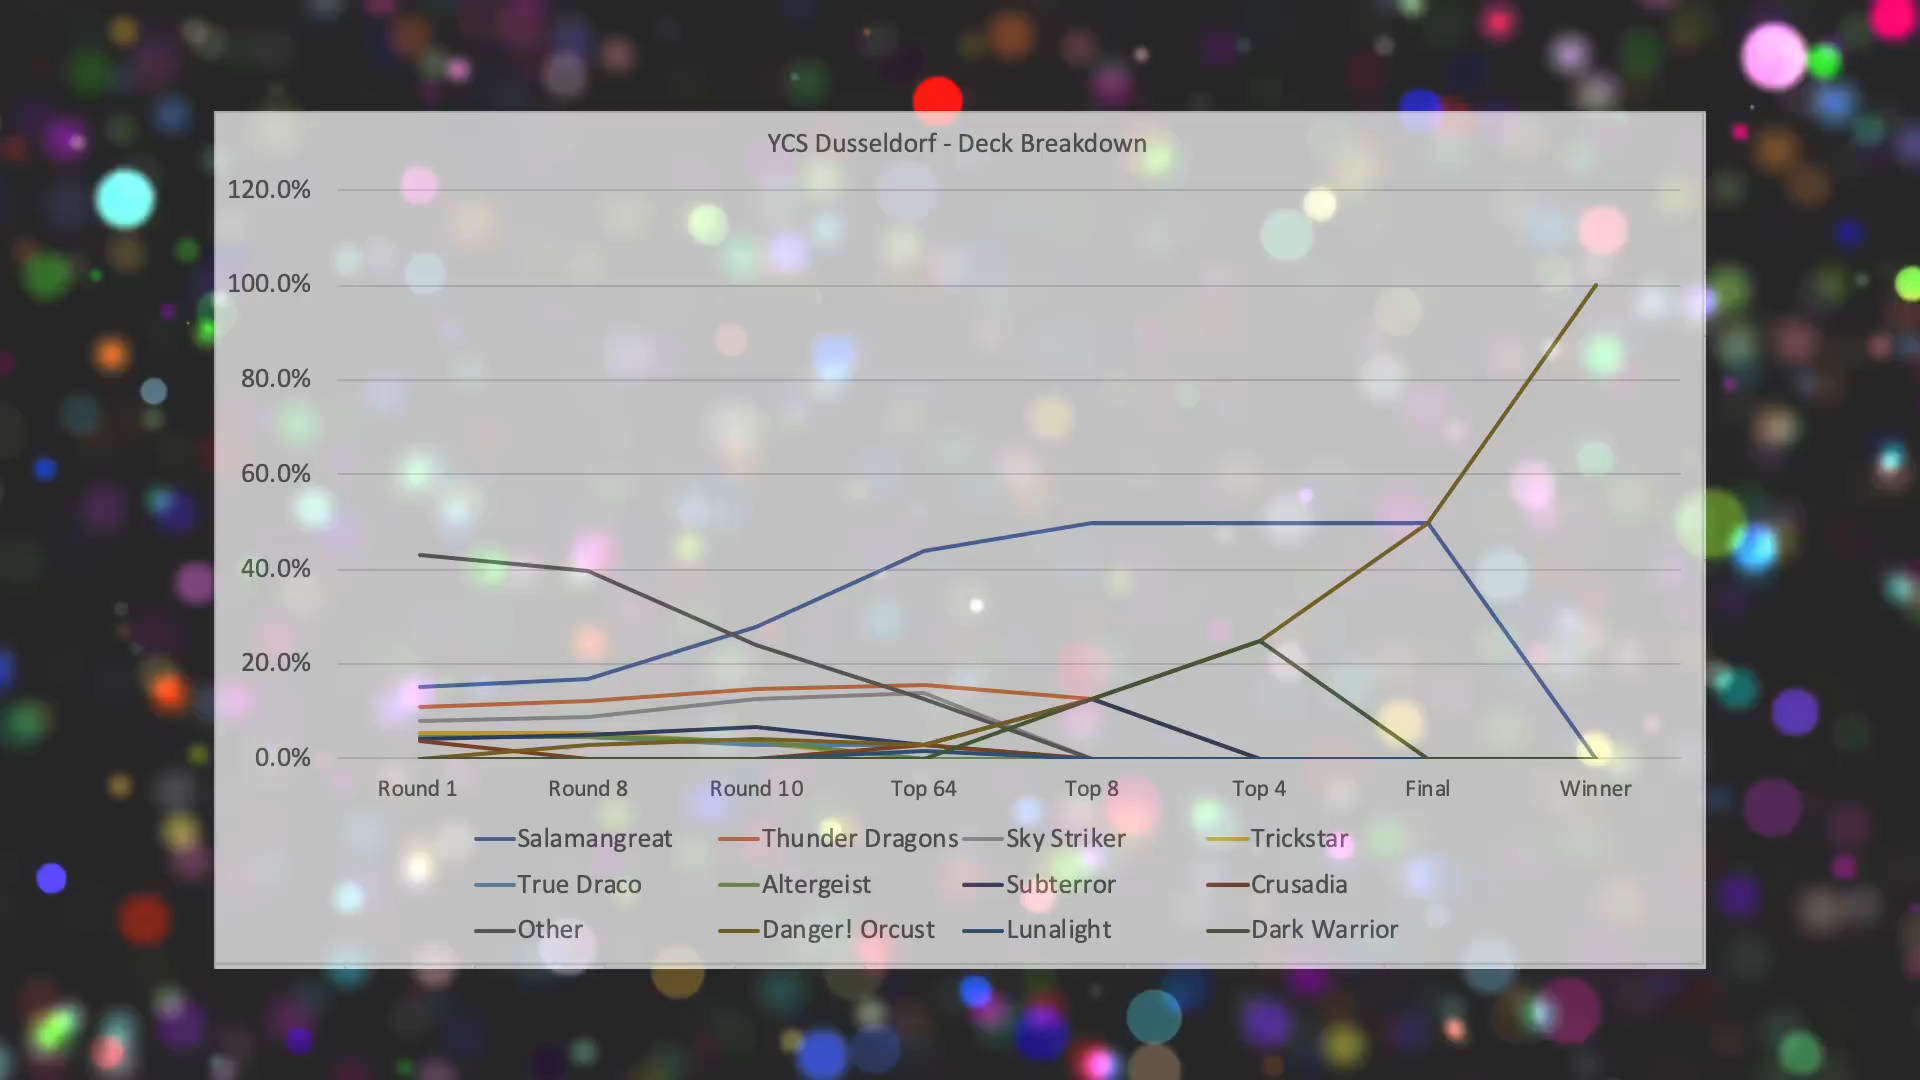 YCS Dusseldorf - Deck Breakdown
120.0%
100.0%
80.0%
60.0%
40.0%
20.0%
0.0%
Round 1 Round 8 Round 10 Top 64 Top 8 Top 4 Final Winner
Salamangreat Thunder Dragons Sky Striker Trickstar
True Draco Altergeist Subterror Crusadia
Other Danger! Orcust Lunalight Dark Warrior